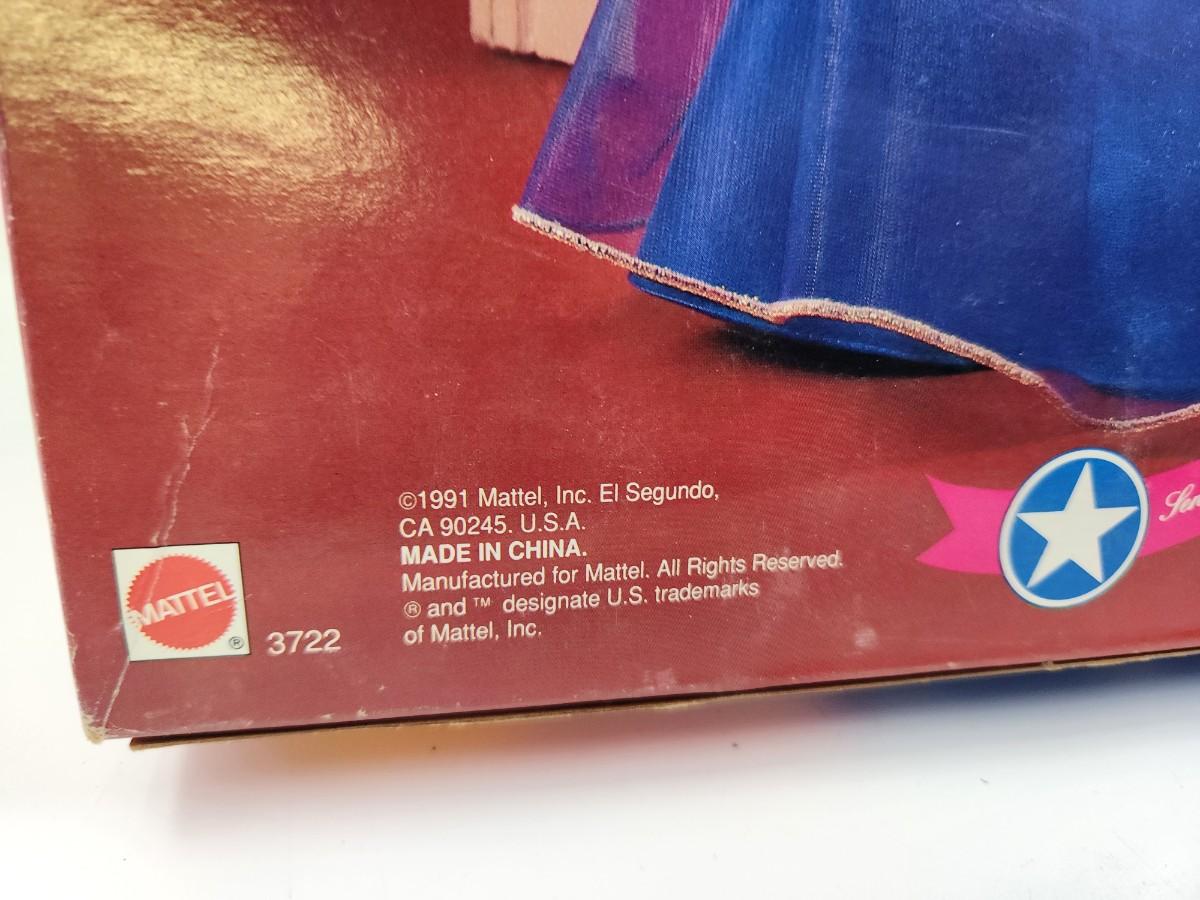 ©1991 Mattel, Inc. El Segundo,
CA 90245. U.S.A.
MADE IN CHINA.
Manufactured for Mattel. All Rights Reserved.
® and ™ designate U.S. trademarks
of Mattel, Inc.
MATTEL
®
3722